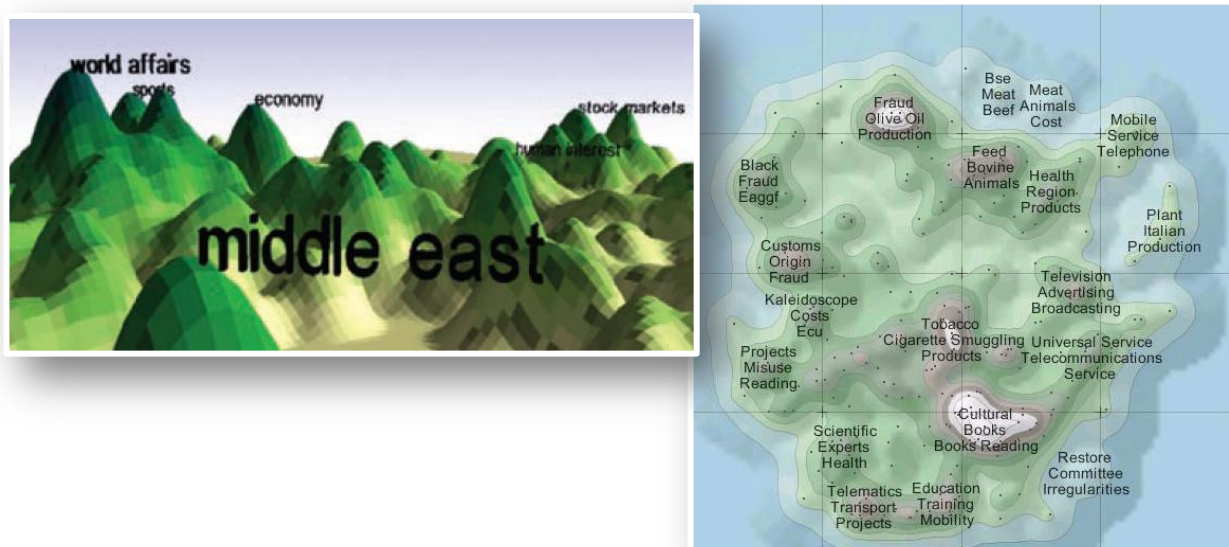 world affairs
sports
economy
stock markets
human interest
middle east
Bse
Meat
Beef
Meat
Animals
Cost
Fraud
Olive Oil
Production
Mobile
Service
Telephone
Feed
Bovine
Animals
Black
Fraud
Eaggf
Health
Region
Products
Plant
Italian
Production
Customs
Origin
Fraud
Television
Advertising
Broadcasting
Kaleidoscope
Costs
Ecu
Tobacco
Cigarette Smuggling
Products
Universal Service
Telecommunications
Service
Projects
Misuse
Reading
Cultural
Books
Books Reading
Scientific
Experts
Health
Restore
Committee
Irregularities
Telematics
Transport
Projects
Education
Training
Mobility